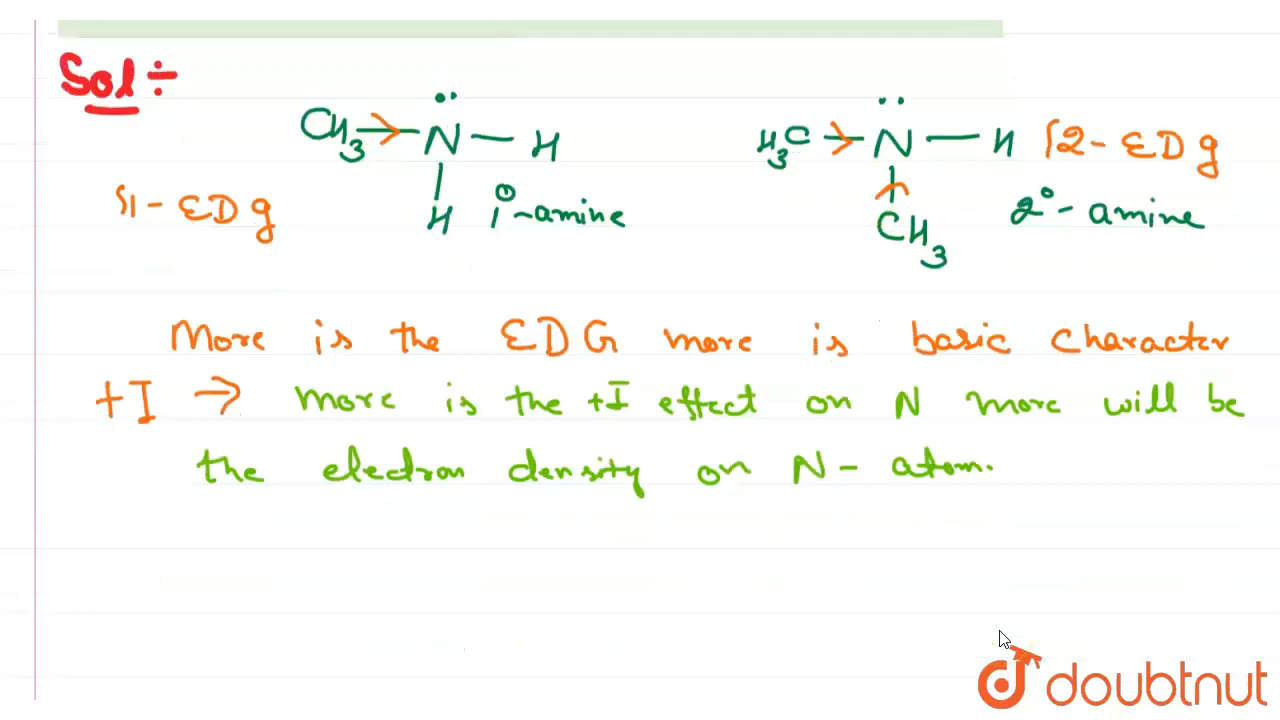 Sol ÷
CH3 N̈ H
H 1°-amine
1- EDg
H3C N̈ H
CH3
2- EDg
2°- amine
More is the EDG more is basic character
+I → more is the +I effect on N more will be
the electron density on N- atom.
doubtnut